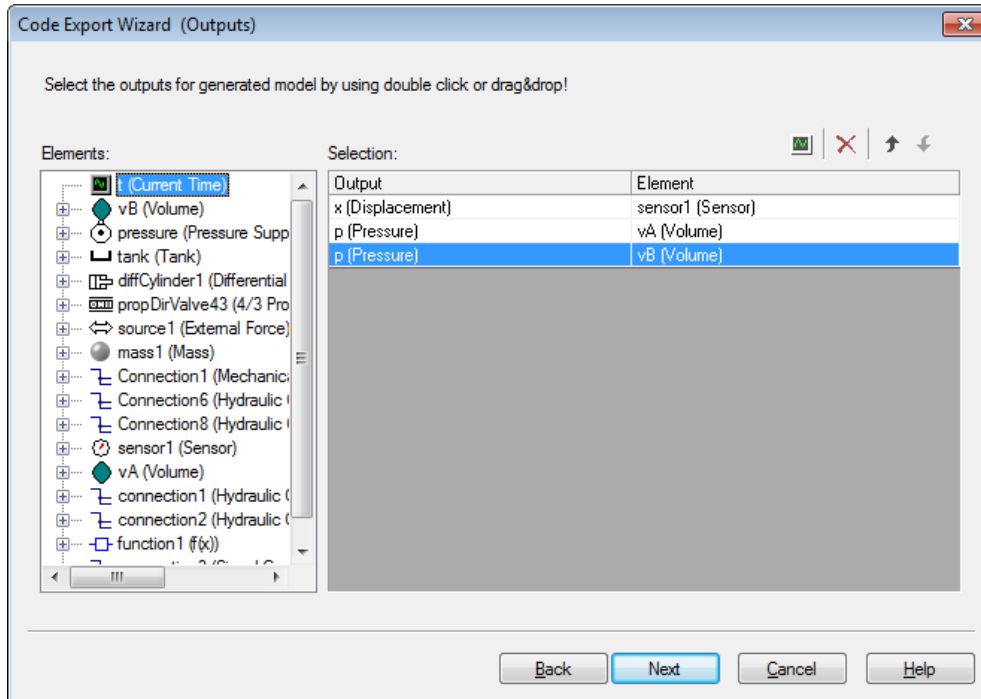 Code Export Wizard (Outputs)
Select the outputs for generated model by using double click or drag&drop!
Elements:
t (Current Time)
vB (Volume)
pressure (Pressure Supp
tank (Tank)
diffCylinder1 (Differential
propDirValve43 (4/3 Pro
source1 (External Force)
mass1 (Mass)
Connection1 (Mechanica
Connection6 (Hydraulic
Connection8 (Hydraulic
sensor1 (Sensor)
vA (Volume)
connection1 (Hydraulic
connection2 (Hydraulic
function1 (f(x))
Selection:
Output Element
x (Displacement) sensor1 (Sensor)
p (Pressure) vA (Volume)
p (Pressure) vB (Volume)
Back Next Cancel Help